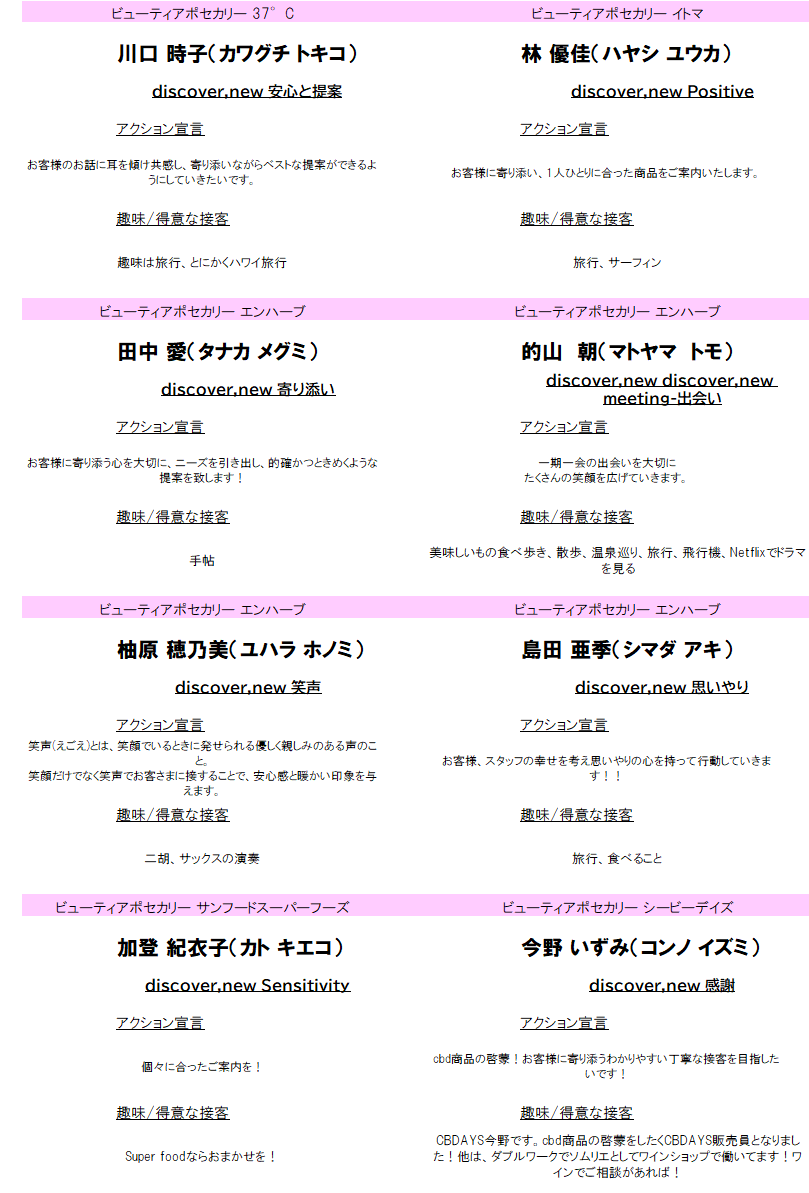 ビューティアポセカリー 37°C
川口 時子（カワグチ トキコ）
discover,new 安心と提案
アクション宣言
お客様のお話に耳を傾け共感し、寄り添いながらベストな提案ができるよ
うにしていきたいです。
趣味/得意な接客
趣味は旅行、とにかくハワイ旅行
ビューティアポセカリー イトマ
林 優佳（ハヤシ ユウカ）
discover,new Positive
アクション宣言
お客様に寄り添い、1人ひとりに合った商品をご案内いたします。
趣味/得意な接客
旅行、サーフィン
ビューティアポセカリー エンハーブ
田中 愛（タナカ メグミ）
discover,new 寄り添い
アクション宣言
お客様に寄り添う心を大切に、ニーズを引き出し、的確かつときめくような
提案を致します！
趣味/得意な接客
手帖
ビューティアポセカリー エンハーブ
的山　朝（マトヤマ　トモ）
discover,new discover,new
meeting-出会い
アクション宣言
一期一会の出会いを大切に
たくさんの笑顔を広げていきます。
趣味/得意な接客
美味しいもの食べ歩き、散歩、温泉巡り、旅行、飛行機、Netflixでドラマ
を見る
ビューティアポセカリー エンハーブ
柚原 穂乃美（ユハラ ホノミ）
discover,new 笑声
アクション宣言
笑声(えごえ)とは、笑顔でいるときに発せられる優しく親しみのある声のこ
と。
笑顔だけでなく笑声でお客さまに接することで、安心感と暖かい印象を与
えます。
趣味/得意な接客
二胡、サックスの演奏
ビューティアポセカリー エンハーブ
島田 亜季（シマダ アキ）
discover,new 思いやり
アクション宣言
お客様、スタッフの幸せを考え思いやりの心を持って行動していきま
す！！
趣味/得意な接客
旅行、食べること
ビューティアポセカリー サンフードスーパーフーズ
加登 紀衣子（カト キエコ）
discover,new Sensitivity
アクション宣言
個々に合ったご案内を！
趣味/得意な接客
Super foodならおまかせを！
ビューティアポセカリー シービーデイズ
今野 いずみ（コンノ イズミ）
discover,new 感謝
アクション宣言
cbd商品の啓蒙！お客様に寄り添うわかりやすい丁寧な接客を目指した
いです！
趣味/得意な接客
CBDAYS今野です。cbd商品の啓蒙をしたくCBDAYS販売員となりまし
た！他は、ダブルワークでソムリエとしてワインショップで働いてます！ワ
インでご相談があれば！